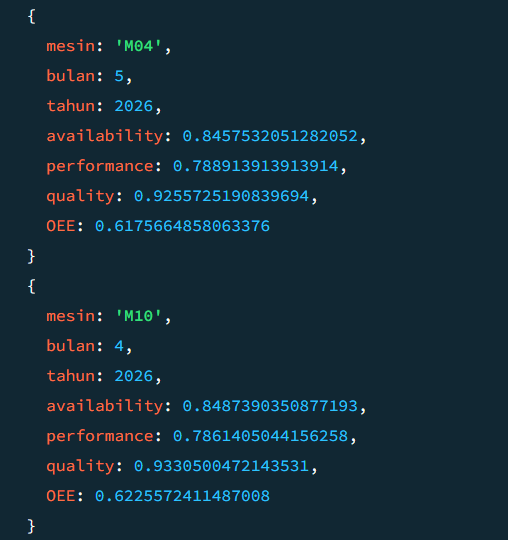 {
  mesin: 'M04',
  bulan: 5,
  tahun: 2026,
  availability: 0.8457532051282052,
  performance: 0.788913913913914,
  quality: 0.9255725190839694,
  OEE: 0.6175664858063376
}
{
  mesin: 'M10',
  bulan: 4,
  tahun: 2026,
  availability: 0.8487390350877193,
  performance: 0.7861405044156258,
  quality: 0.9330500472143531,
  OEE: 0.6225572411487008
}